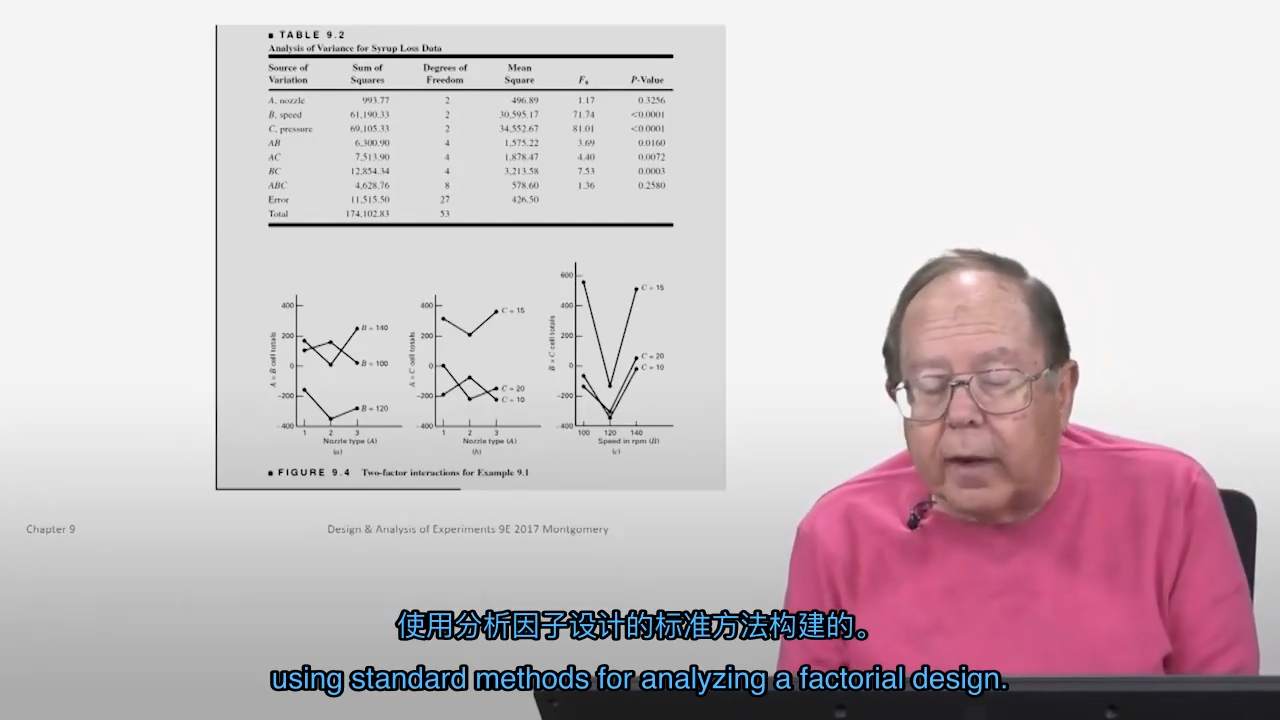 ■ TABLE 9.2
Analysis of Variance for Syrup Loss Data
Source of Variation Sum of Squares Degrees of Freedom Mean Square F₀ P-Value
A, nozzle 993.77 2 496.89 1.17 0.3256
B, speed 61,190.33 2 30,595.17 71.74 <0.0001
C, pressure 69,105.33 2 34,552.67 81.01 <0.0001
AB 6,300.90 4 1,575.22 3.69 0.0160
AC 7,513.90 4 1,878.47 4.40 0.0072
BC 12,854.34 4 3,213.58 7.53 0.0003
ABC 4,628.76 8 578.60 1.36 0.2580
Error 11,515.50 27 426.50
Total 174,102.83 53
A × B cell totals
400
200
0
−200
−400
B = 140
B = 100
B = 120
1 2 3
Nozzle type (A)
(a)
A × C cell totals
400
200
0
−200
−400
C = 15
C = 20
C = 10
1 2 3
Nozzle type (A)
(b)
B × C cell totals
600
400
200
0
−200
−400
C = 15
C = 20
C = 10
100 120 140
Speed in rpm (B)
(c)
■ FIGURE 9.4 Two-factor interactions for Example 9.1
Chapter 9 Design & Analysis of Experiments 9E 2017 Montgomery
使用分析因子设计的标准方法构建的。
using standard methods for analyzing a factorial design.